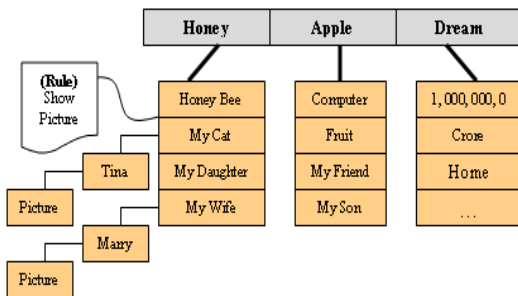 Honey Apple Dream
(Rule)
Show
Picture
Honey Bee Computer 1,000,000,0
My Cat Fruit Crore
Tina My Daughter My Friend Home
Picture My Wife My Son ...
Marry
Picture